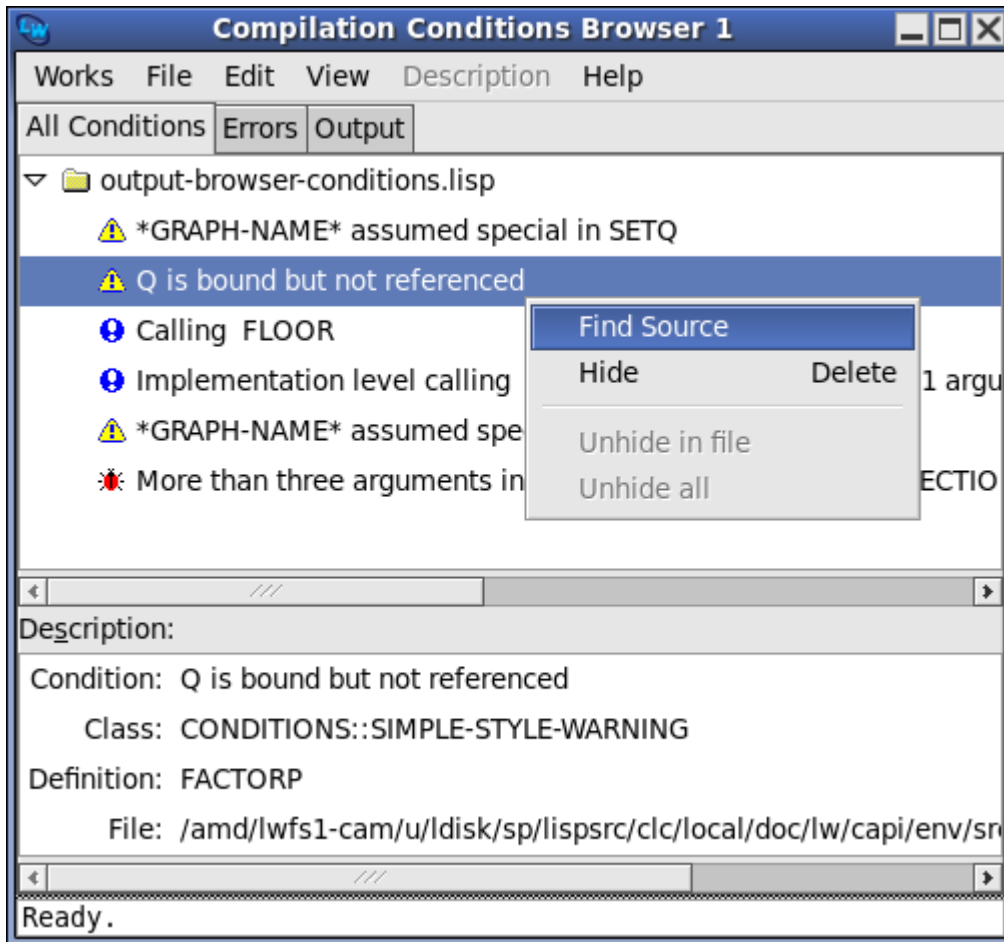 LW Compilation Conditions Browser 1
Works File Edit View Description Help
All Conditions Errors Output
output-browser-conditions.lisp
*GRAPH-NAME* assumed special in SETQ
Q is bound but not referenced
Find Source
Calling FLOOR
Hide Delete
Implementation level calling 1 argu
*GRAPH-NAME* assumed spe
Unhide in file
More than three arguments in ECTIO
Unhide all
Description:
Condition: Q is bound but not referenced
Class: CONDITIONS::SIMPLE-STYLE-WARNING
Definition: FACTORP
File: /amd/lwfs1-cam/u/ldisk/sp/lispsrc/clc/local/doc/lw/capi/env/sr
Ready.